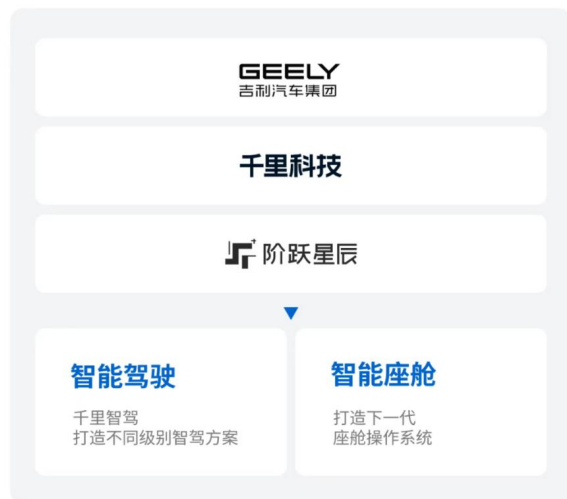 GEELY
吉利汽车集团
千里科技
阶跃星辰
智能驾驶
千里智驾
打造不同级别智驾方案
智能座舱
打造下一代
座舱操作系统